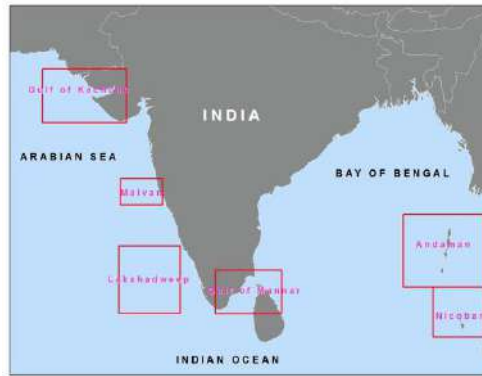 Gulf of Kachchh
INDIA
ARABIAN SEA
BAY OF BENGAL
Malvan
Andaman
Lakshadweep
Gulf of Mannar
Nicobar
INDIAN OCEAN